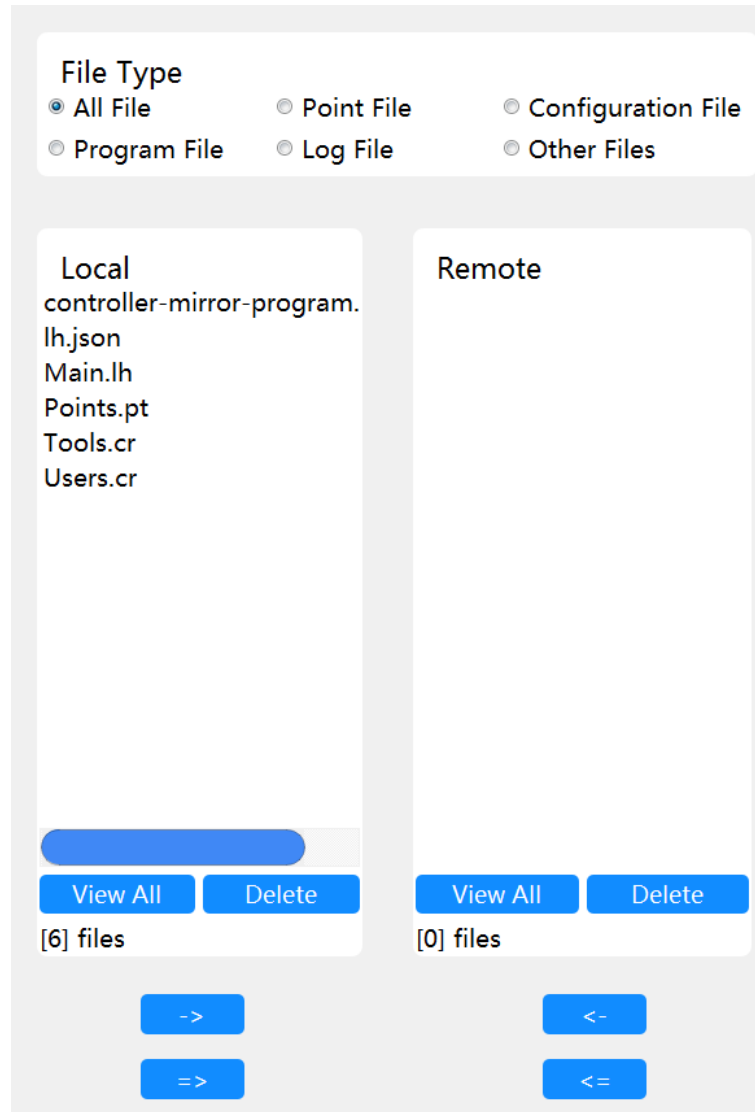 File Type
All File Point File Configuration File
Program File Log File Other Files
Local
controller-mirror-program.
lh.json
Main.lh
Points.pt
Tools.cr
Users.cr
View All Delete
[6] files
->
=>
Remote
View All Delete
[0] files
<-
<=